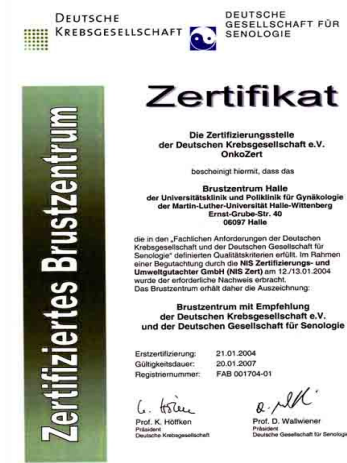 DEUTSCHE
KREBSGESELLSCHAFT
DEUTSCHE
GESELLSCHAFT FÜR
SENOLOGIE
Zertifiziertes Brustzentrum
Zertifikat
Die Zertifizierungsstelle
der Deutschen Krebsgesellschaft e.V.
OnkoZert
bescheinigt hiermit, dass das
Brustzentrum Halle
der Universitätsklinik und Poliklinik für Gynäkologie
der Martin-Luther-Universität Halle-Wittenberg
Ernst-Grube-Str. 40
06097 Halle
die in den „Fachlichen Anforderungen der Deutschen
Krebsgesellschaft und der Deutschen Gesellschaft für
Senologie" definierten Qualitätskriterien erfüllt. Im Rahmen
einer Begutachtung durch die NIS Zertifizierungs- und
Umweltgutachter GmbH (NIS Zert) am 12./13.01.2004
wurde der erforderliche Nachweis erbracht.
Das Brustzentrum erhält daher die Auszeichnung:
Brustzentrum mit Empfehlung
der Deutschen Krebsgesellschaft e.V.
und der Deutschen Gesellschaft für Senologie
Erstzertifizierung: 21.01.2004
Gültigkeitsdauer: 20.01.2007
Registriernummer: FAB 001704-01
Prof. K. Höffken
Präsident
Deutsche Krebsgesellschaft
Prof. D. Wallwiener
Präsident
Deutsche Gesellschaft für Senologie